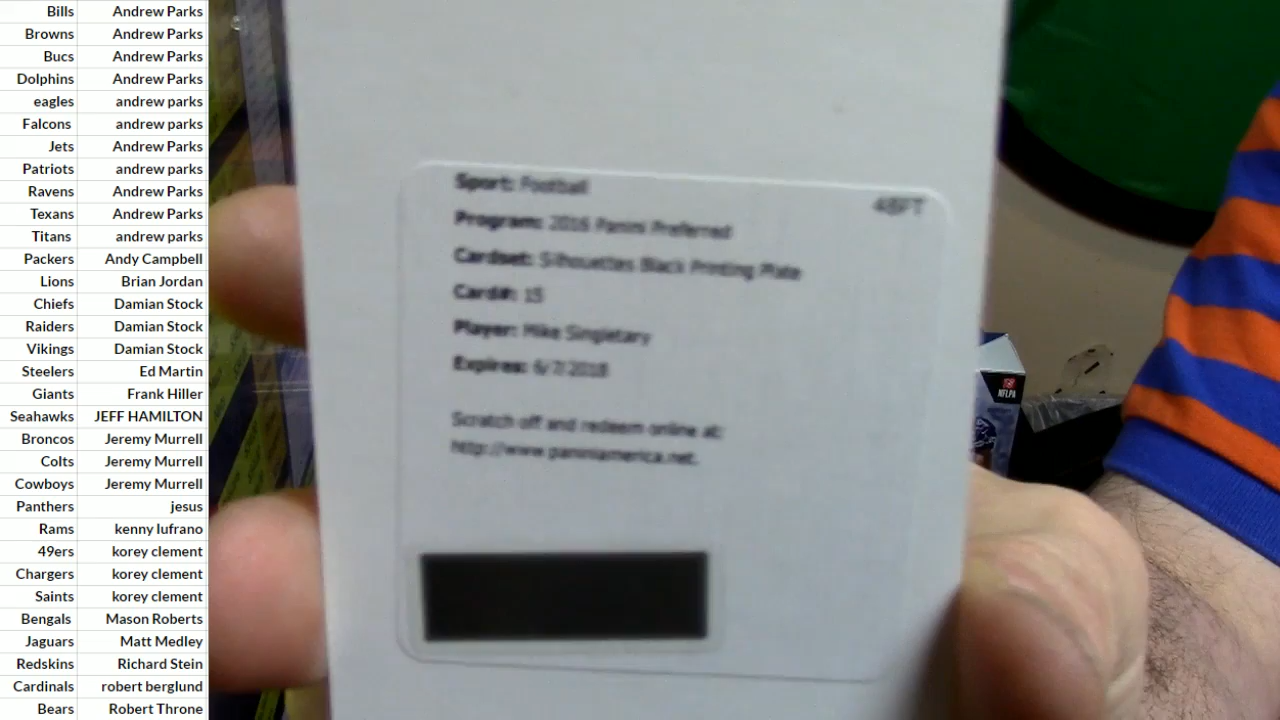 Bills Andrew Parks
Browns Andrew Parks
Bucs Andrew Parks
Dolphins Andrew Parks
eagles andrew parks
Falcons andrew parks
Jets Andrew Parks
Patriots andrew parks
Ravens Andrew Parks
Texans Andrew Parks
Titans andrew parks
Packers Andy Campbell
Lions Brian Jordan
Chiefs Damian Stock
Raiders Damian Stock
Vikings Damian Stock
Steelers Ed Martin
Giants Frank Hiller
Seahawks JEFF HAMILTON
Broncos Jeremy Murrell
Colts Jeremy Murrell
Cowboys Jeremy Murrell
Panthers jesus
Rams kenny lufrano
49ers korey clement
Chargers korey clement
Saints korey clement
Bengals Mason Roberts
Jaguars Matt Medley
Redskins Richard Stein
Cardinals robert berglund
Bears Robert Throne
Sport: Football
48FT
Program: 2016 Panini Preferred
Cardset: Silhouettes Black Printing Plate
Card#: 15
Player: Mike Singletary
Expires: 6/7/2018
Scratch off and redeem online at:
http://www.paniniamerica.net.
NFLPA